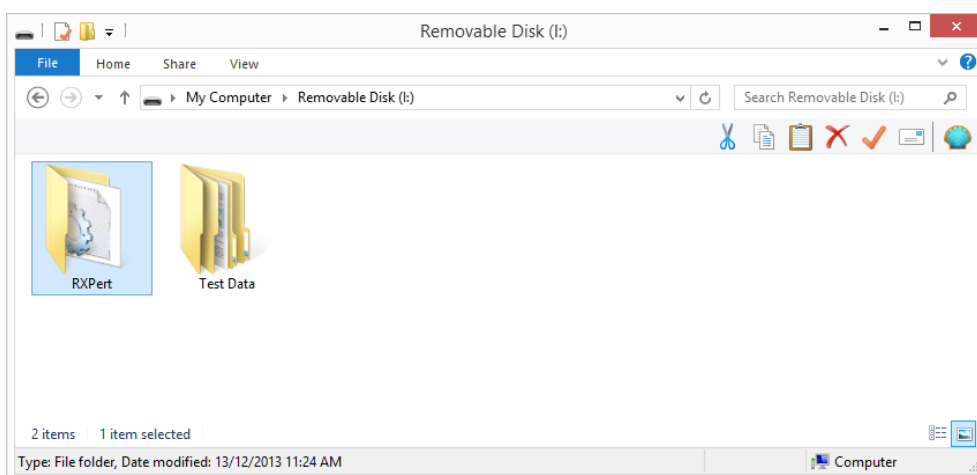 Removable Disk (I:)
File Home Share View
My Computer Removable Disk (I:) Search Removable Disk (I:)
RXPert Test Data
2 items 1 item selected
Type: File folder, Date modified: 13/12/2013 11:24 AM Computer